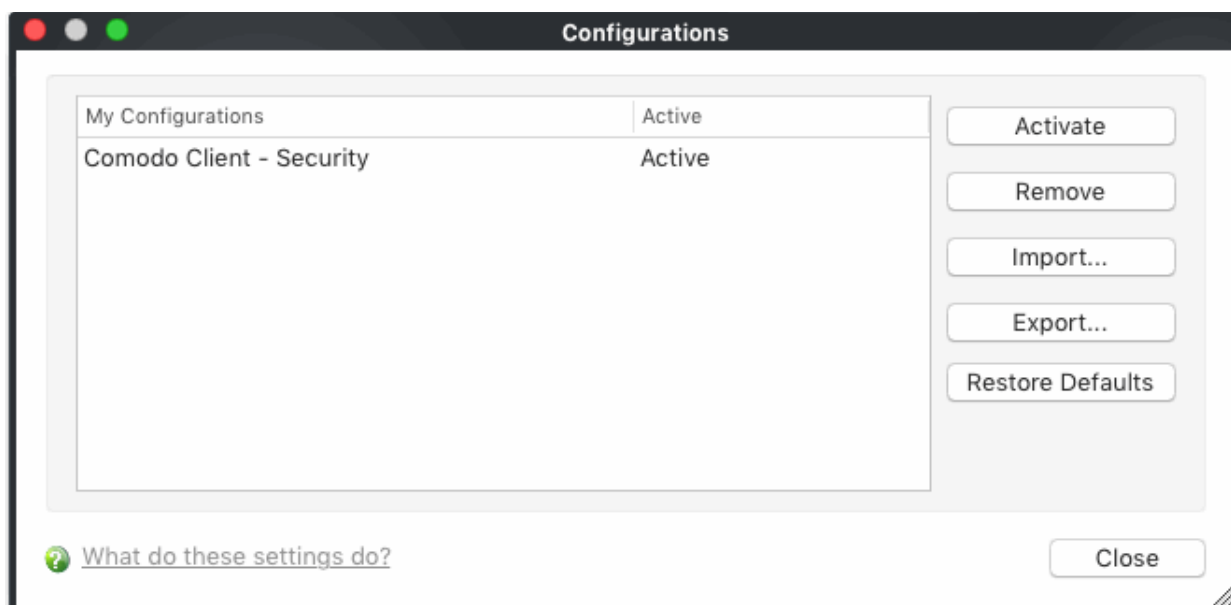 Configurations
My Configurations
Active
Comodo Client - Security
Active
Activate
Remove
Import...
Export...
Restore Defaults
What do these settings do?
Close